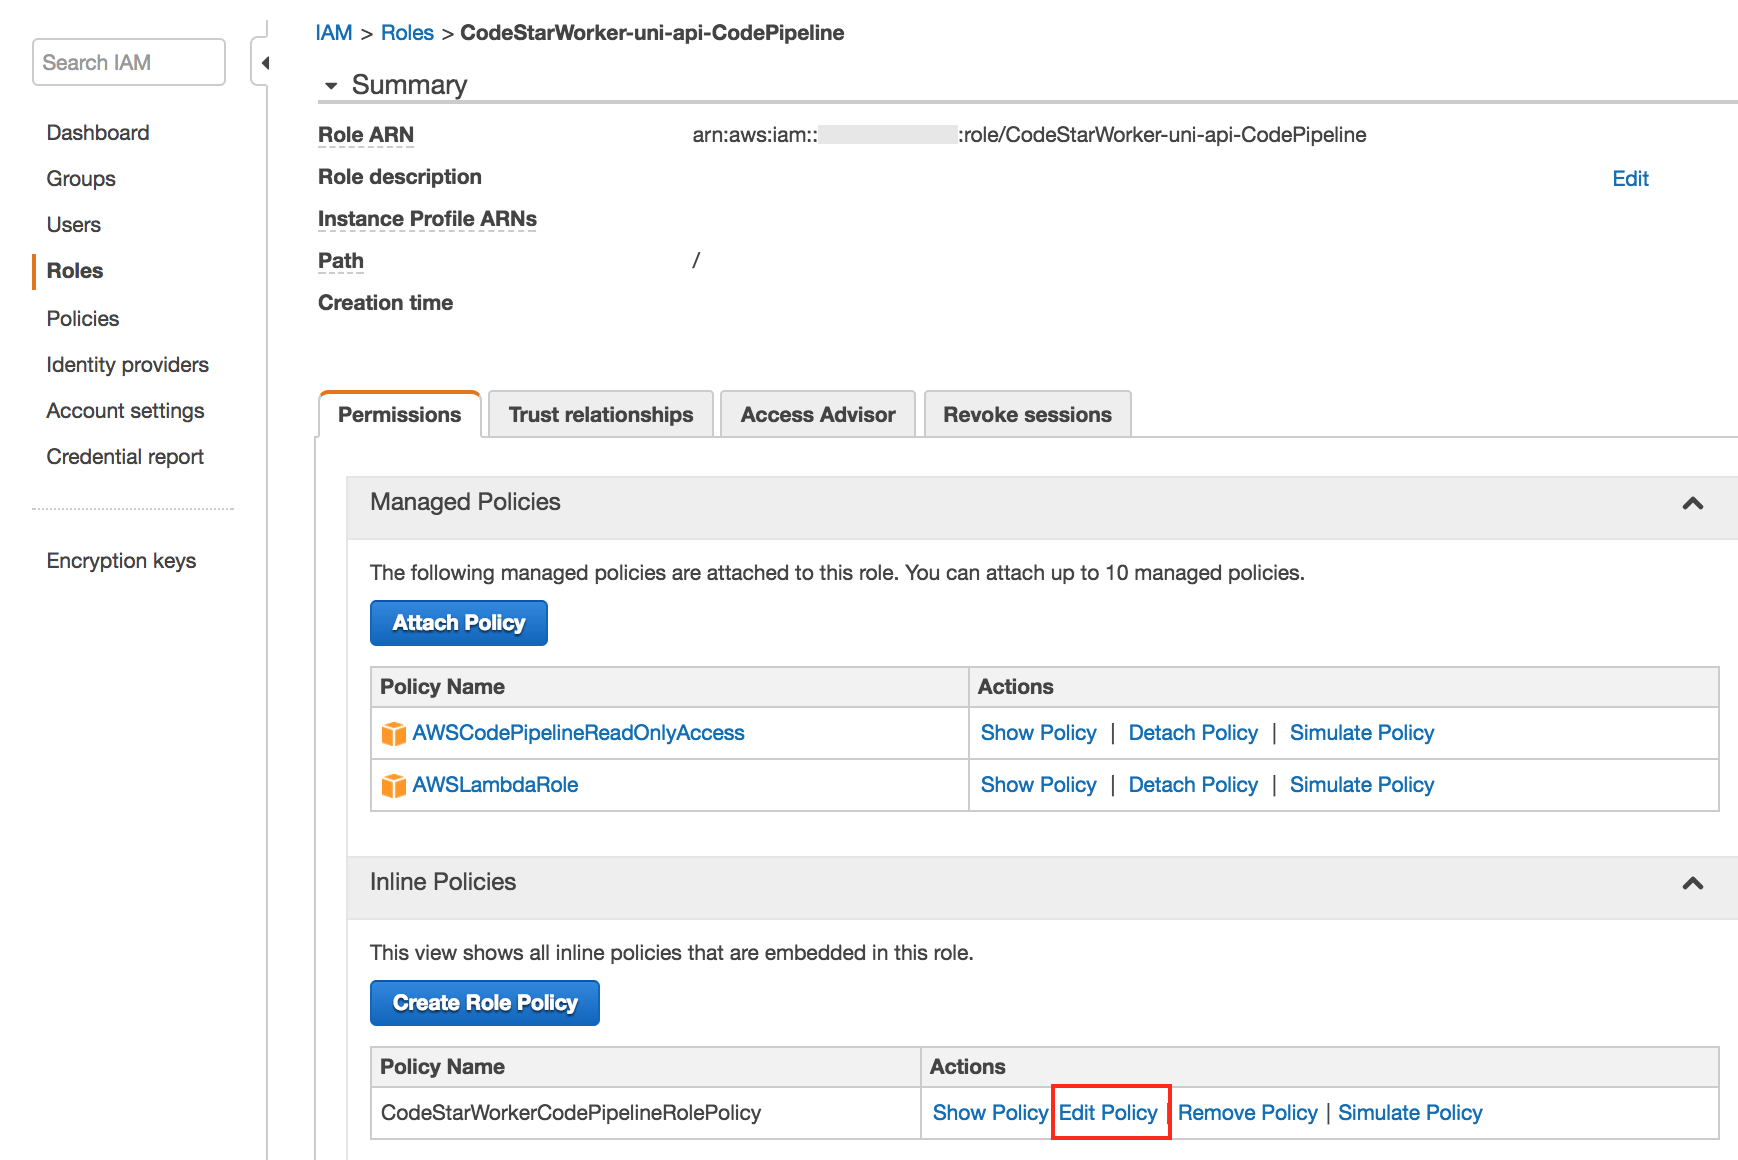 Search IAM
Dashboard
Groups
Users
Roles
Policies
Identity providers
Account settings
Credential report
Encryption keys
IAM > Roles > CodeStarWorker-uni-api-CodePipeline
Summary
Role ARN arn:aws:iam:: :role/CodeStarWorker-uni-api-CodePipeline
Role description Edit
Instance Profile ARNs
Path /
Creation time
Permissions Trust relationships Access Advisor Revoke sessions
Managed Policies
The following managed policies are attached to this role. You can attach up to 10 managed policies.
Attach Policy
Policy Name Actions
AWSCodePipelineReadOnlyAccess Show Policy | Detach Policy | Simulate Policy
AWSLambdaRole Show Policy | Detach Policy | Simulate Policy
Inline Policies
This view shows all inline policies that are embedded in this role.
Create Role Policy
Policy Name Actions
CodeStarWorkerCodePipelineRolePolicy Show Policy Edit Policy | Remove Policy | Simulate Policy